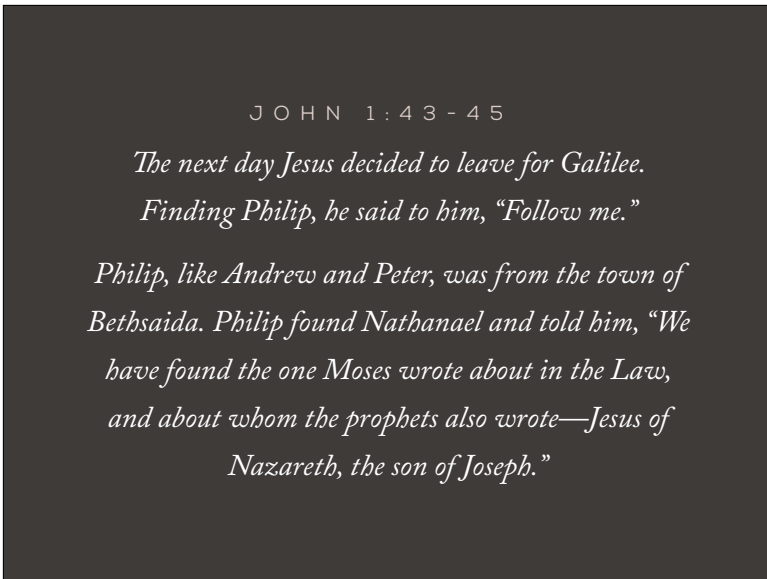 JOHN 1:43-45
The next day Jesus decided to leave for Galilee.
Finding Philip, he said to him, “Follow me.”
Philip, like Andrew and Peter, was from the town of
Bethsaida. Philip found Nathanael and told him, “We
have found the one Moses wrote about in the Law,
and about whom the prophets also wrote—Jesus of
Nazareth, the son of Joseph.”